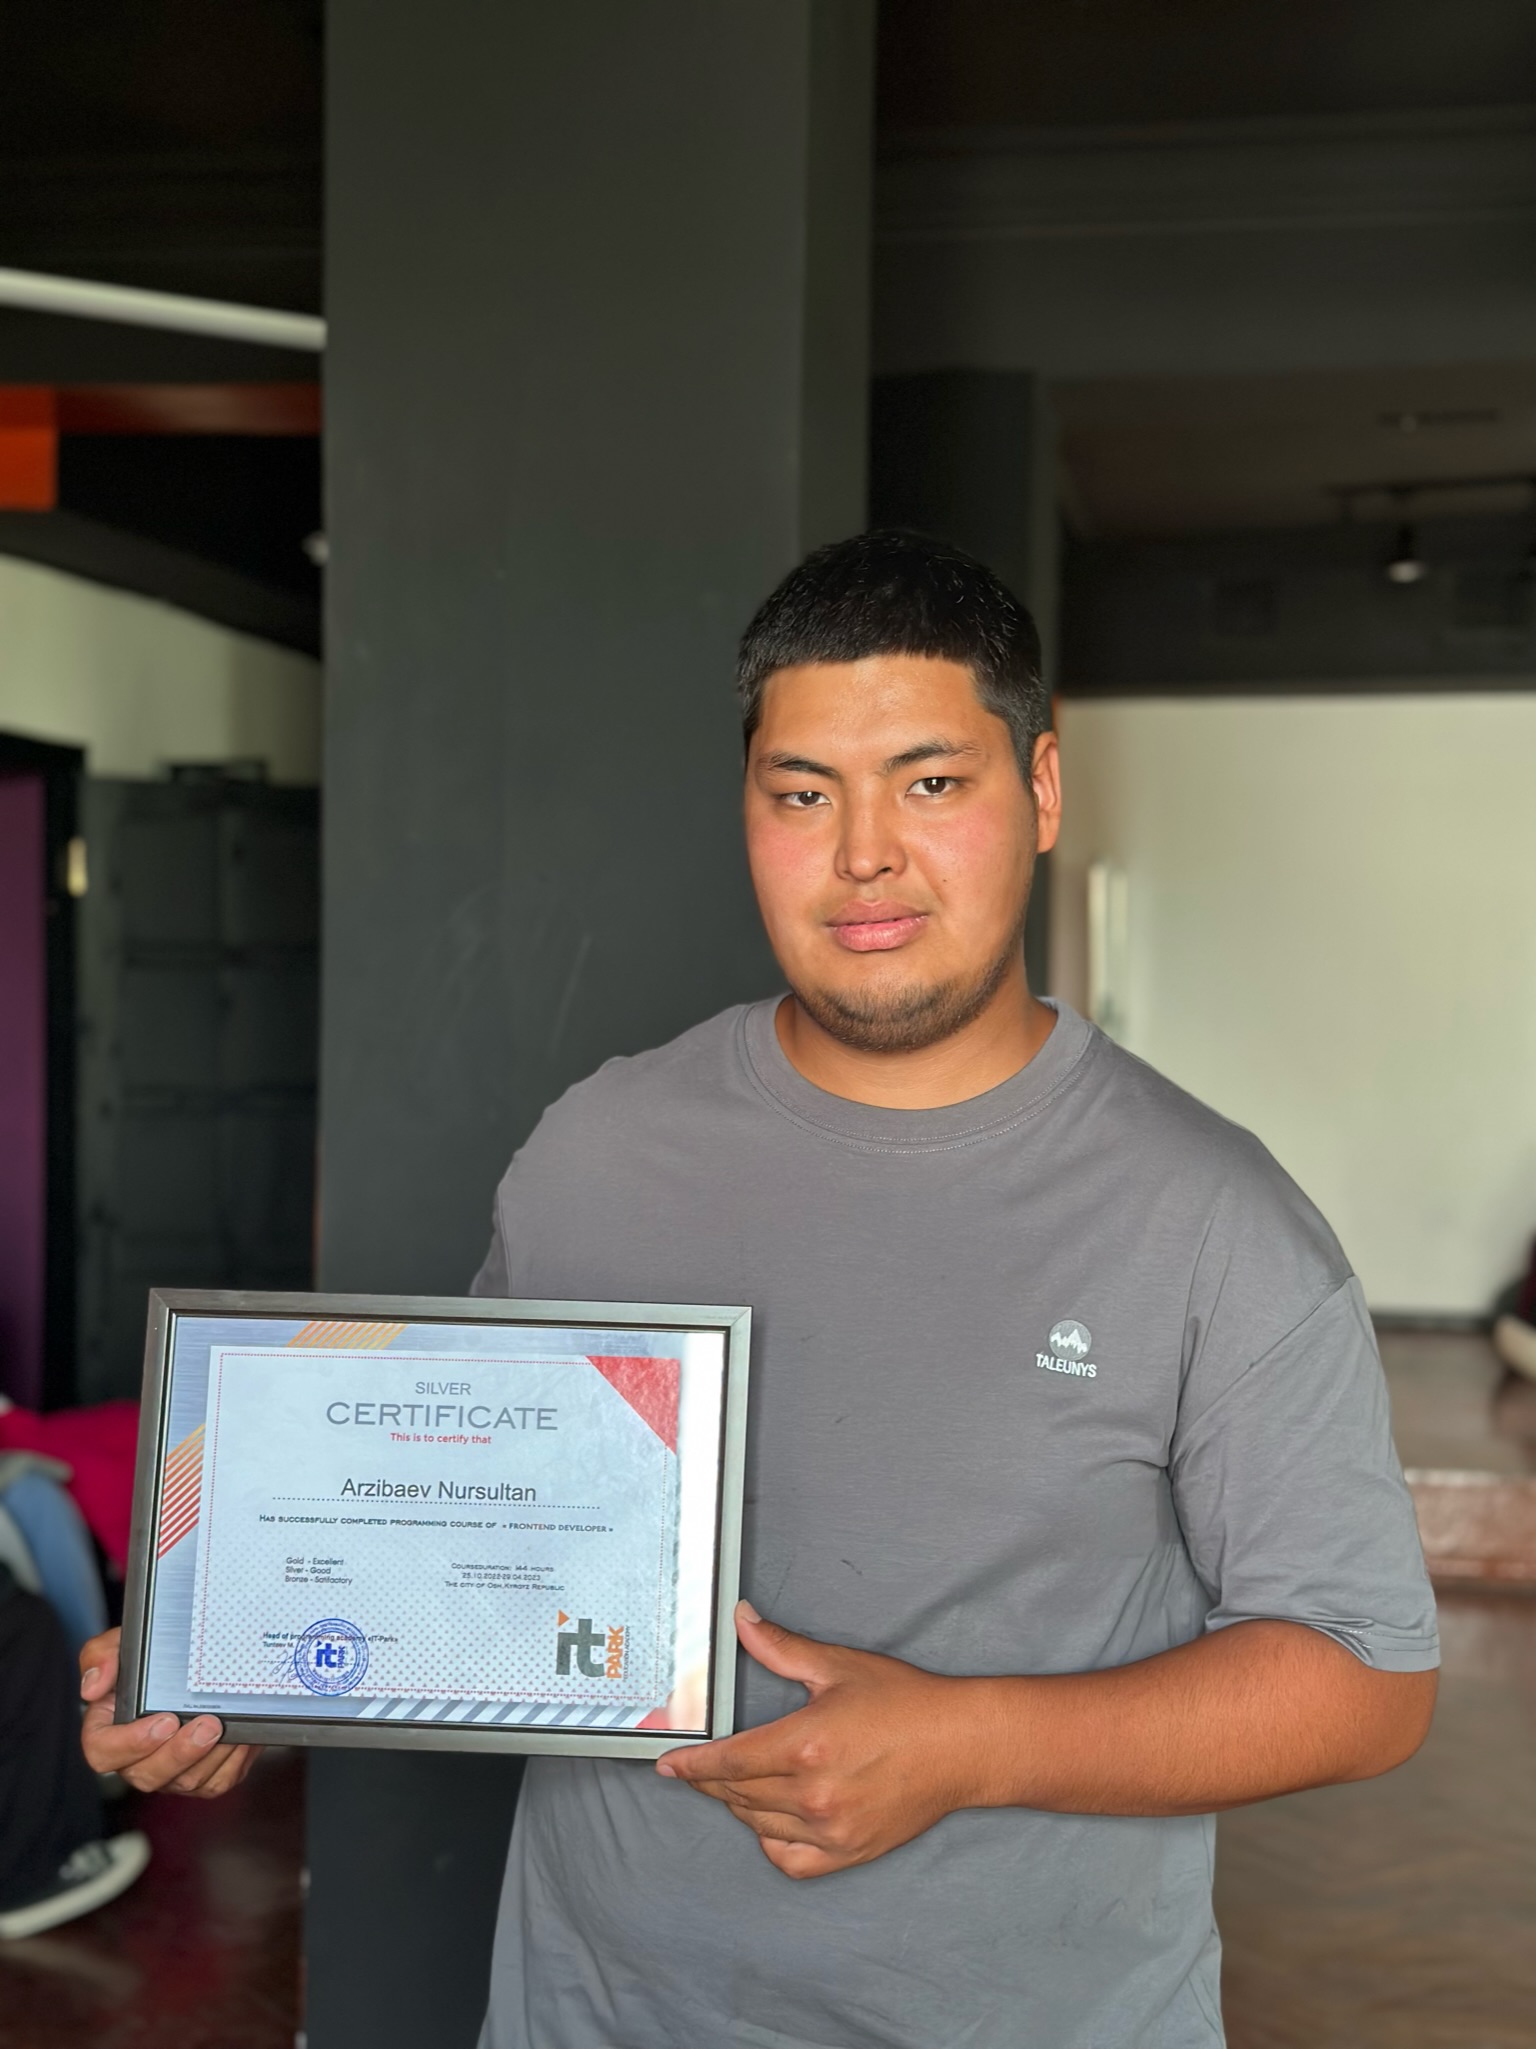 SILVER
CERTIFICATE
This is to certify that
Arzibaev Nursultan
HAS SUCCESSFULLY COMPLETED PROGRAMMING COURSE OF « FRONTEND DEVELOPER »
Gold - Excellent
Silver - Good
Bronze - Satifactory
COURSEDURATION: 144 HOURS
25.10.2022-29.04.2023
THE CITY OF OSH, KYRGYZ REPUBLIC
Head of programming academy «IT-Park»
it PARK
it PARK
TALEUNYS